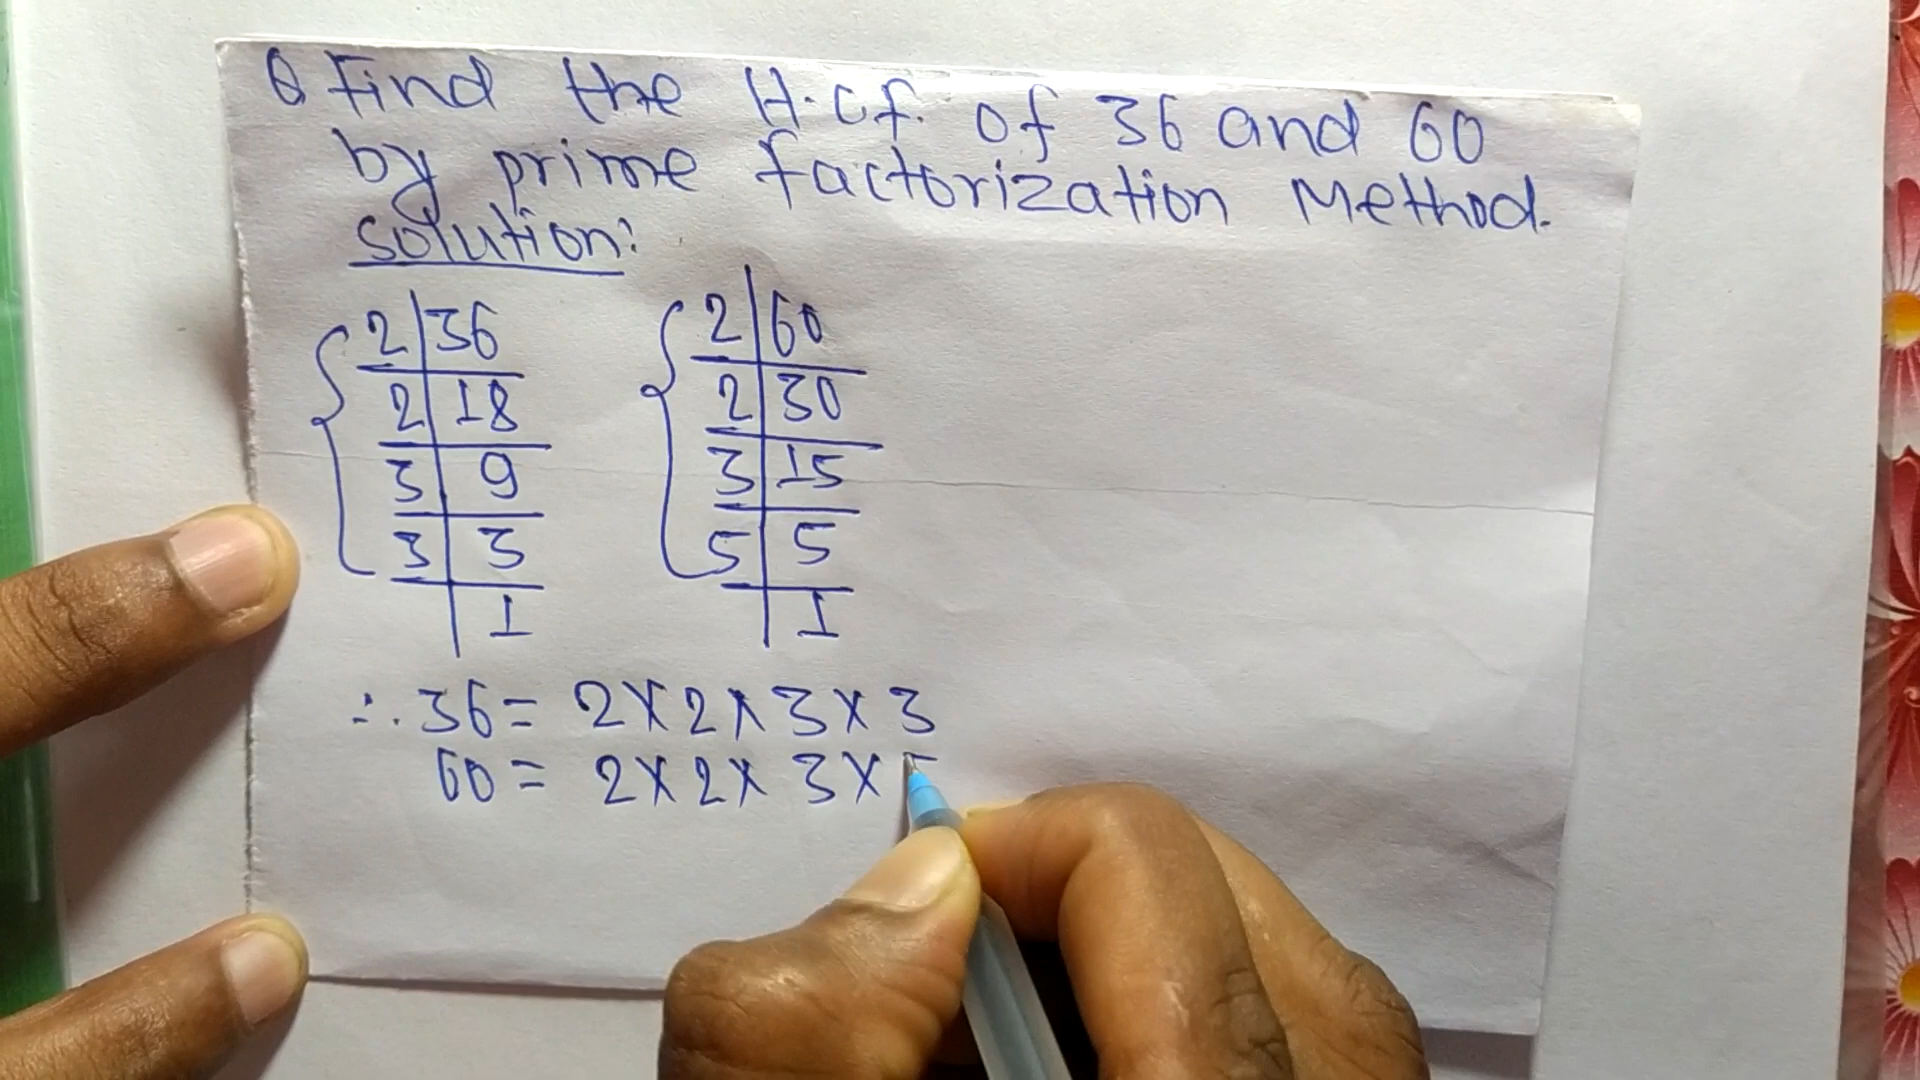 Q Find the H.Cf. of 36 and 60
by prime factorization Method.
solution:
2 36
2 18
3 9
3 3
1
2 60
2 30
3 15
5 5
1
∴ 36 = 2 × 2 × 3 × 3
60 = 2 × 2 × 3 ×